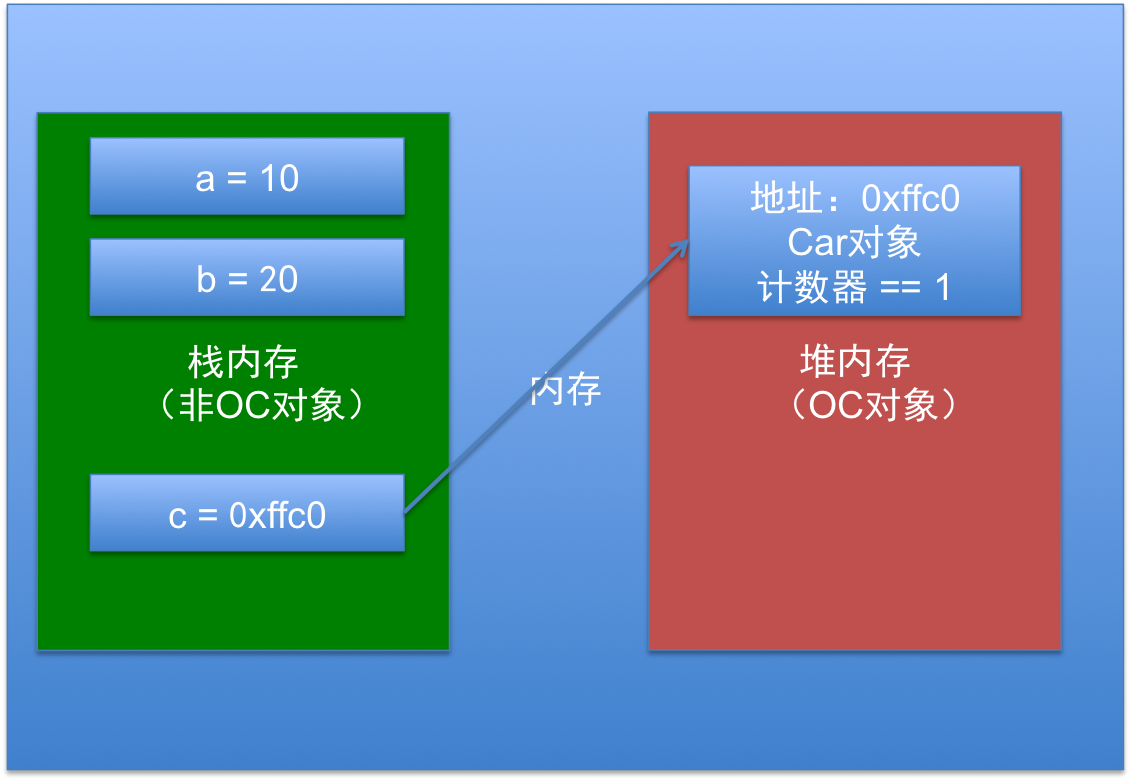 a = 10
b = 20
栈内存
（非OC对象）
c = 0xffc0
内存
地址：0xffc0
Car对象
计数器 == 1
堆内存
（OC对象）